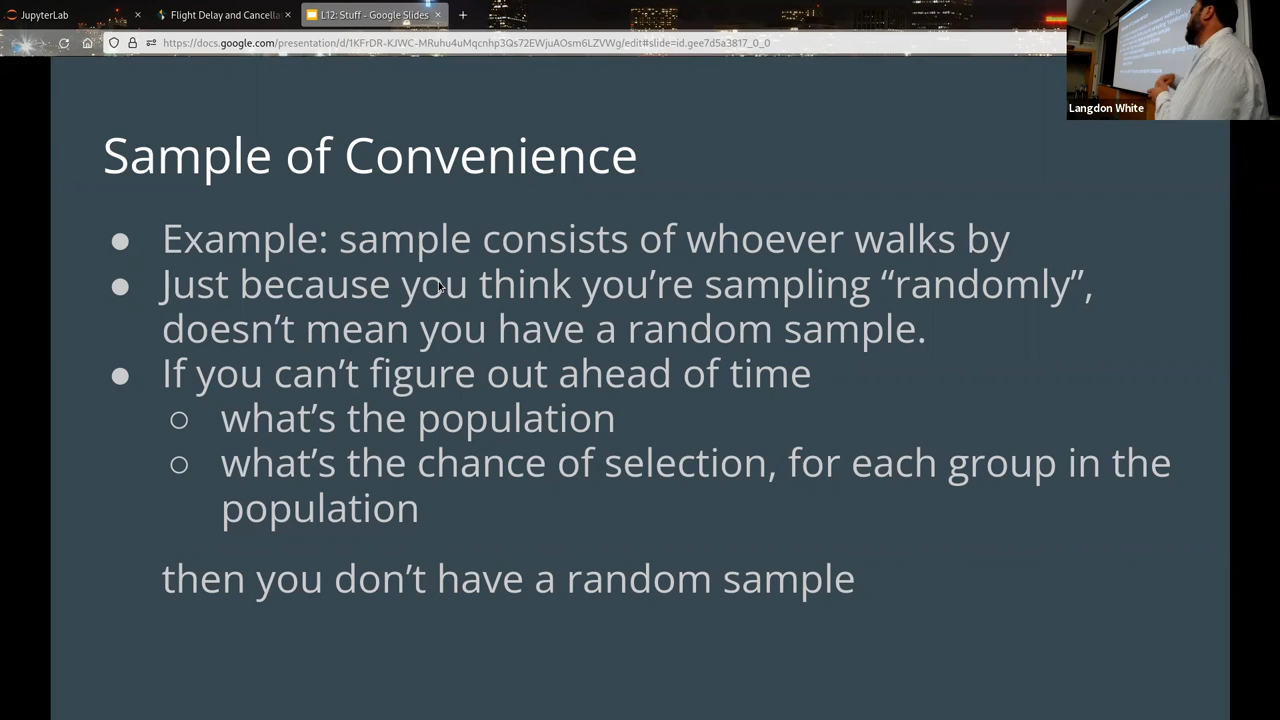 JupyterLab
Flight Delay and Cancella
L12: Stuff - Google Slides
https://docs.google.com/presentation/d/1KFrDR-KJWC-MRuhu4uMqcnhp3Qs72EWjuAOsm6LZVWg/edit#slide=id.gee7d5a3817_0_0
Langdon White
Sample of Convenience
● Example: sample consists of whoever walks by
● Just because you think you’re sampling “randomly”,
doesn’t mean you have a random sample.
● If you can’t figure out ahead of time
○ what’s the population
○ what’s the chance of selection, for each group in the
population
then you don’t have a random sample